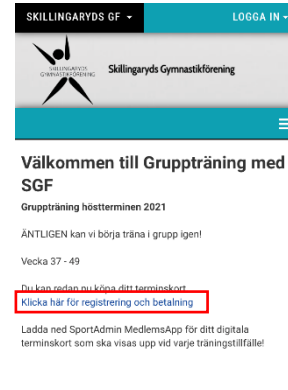 SKILLINGARYDS GF
LOGGA IN
SKILLINGARYDS
GYMNASTIKFÖRENING
Skillingaryds Gymnastikförening
Välkommen till Gruppträning med
SGF
Gruppträning höstterminen 2021
ÄNTLIGEN kan vi börja träna i grupp igen!
Vecka 37 - 49
Du kan redan nu köpa ditt terminskort
Klicka här för registrering och betalning
Ladda ned SportAdmin MedlemsApp för ditt digitala
terminskort som ska visas upp vid varje träningstillfälle!